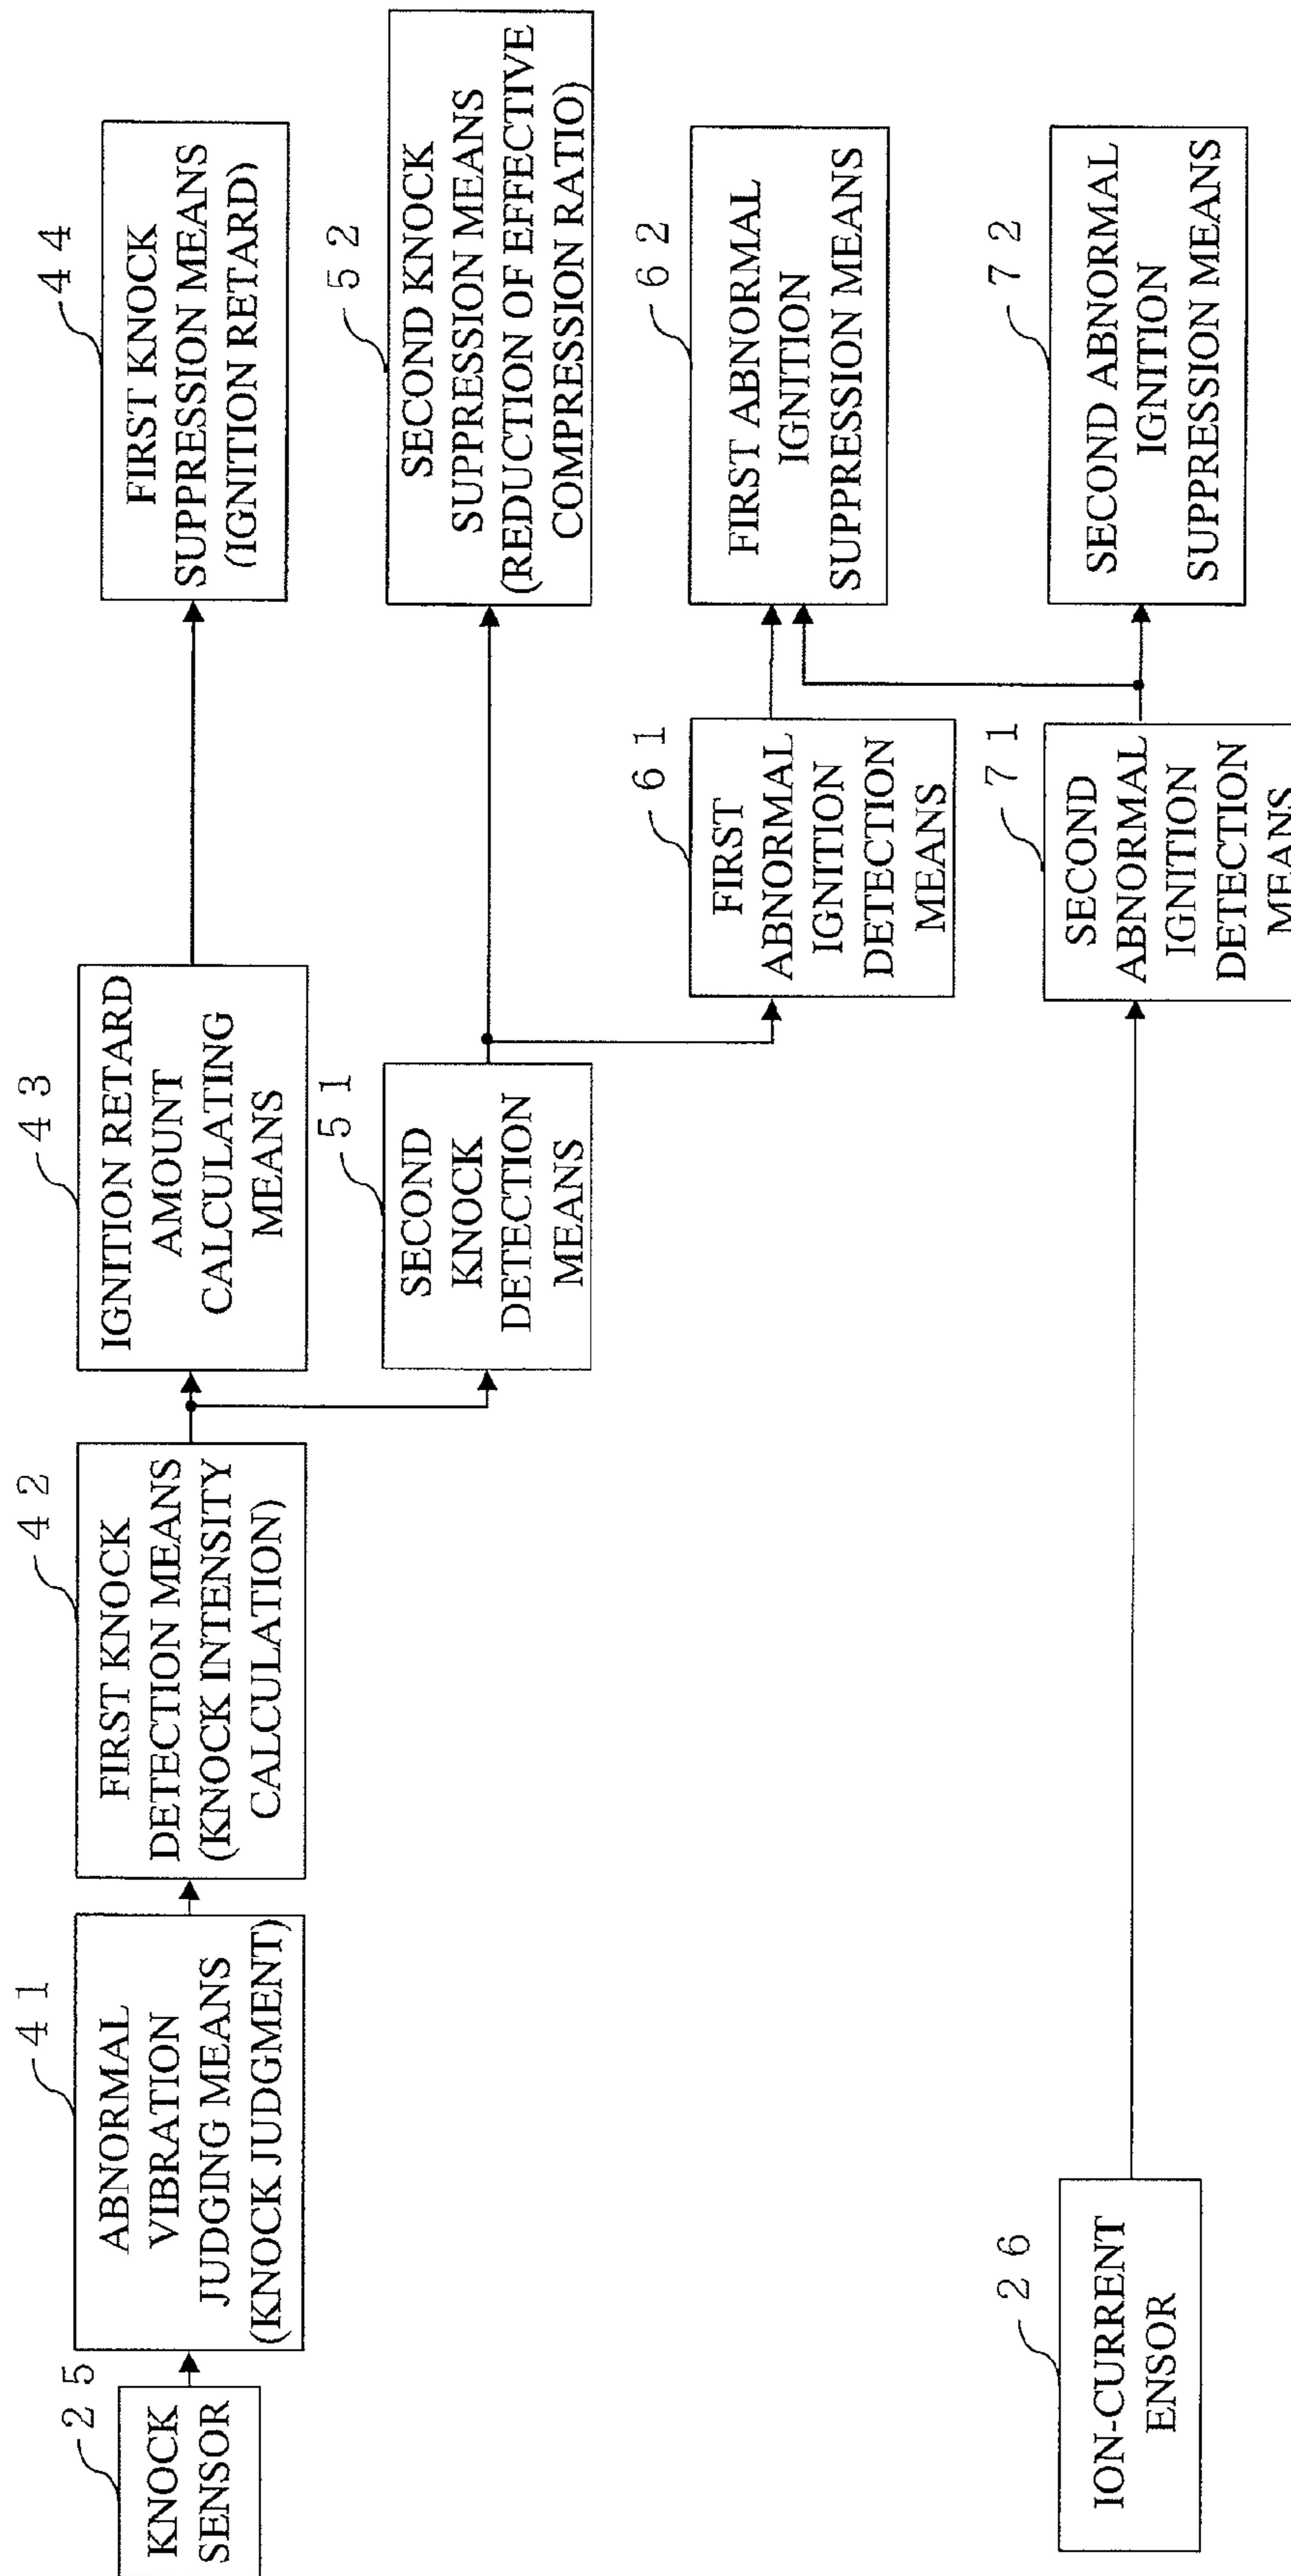 25
KNOCK
SENSOR
41
ABNORMAL
VIBRATION
JUDGING MEANS
(KNOCK JUDGMENT)
42
FIRST KNOCK
DETECTION MEANS
(KNOCK INTENSITY
CALCULATION)
43
IGNITION RETARD
AMOUNT
CALCULATING
MEANS
44
FIRST KNOCK
SUPPRESSION MEANS
(IGNITION RETARD)
51
SECOND
KNOCK
DETECTION
MEANS
52
SECOND KNOCK
SUPPRESSION MEANS
(REDUCTION OF EFFECTIVE
COMPRESSION RATIO)
61
FIRST
ABNORMAL
IGNITION
DETECTION
MEANS
62
FIRST ABNORMAL
IGNITION
SUPPRESSION MEANS
26
ION-CURRENT
ENSOR
71
SECOND
ABNORMAL
IGNITION
DETECTION
MEANS
72
SECOND ABNORMAL
IGNITION
SUPPRESSION MEANS